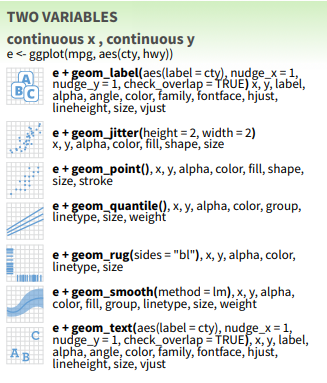 TWO VARIABLES
continuous x , continuous y
e <- ggplot(mpg, aes(cty, hwy))
A
B C
e + geom_label(aes(label = cty), nudge_x = 1,
nudge_y = 1, check_overlap = TRUE) x, y, label,
alpha, angle, color, family, fontface, hjust,
lineheight, size, vjust
e + geom_jitter(height = 2, width = 2)
x, y, alpha, color, fill, shape, size
e + geom_point(), x, y, alpha, color, fill, shape,
size, stroke
e + geom_quantile(), x, y, alpha, color, group,
linetype, size, weight
e + geom_rug(sides = "bl"), x, y, alpha, color,
linetype, size
e + geom_smooth(method = lm), x, y, alpha,
color, fill, group, linetype, size, weight
C
A B
e + geom_text(aes(label = cty), nudge_x = 1,
nudge_y = 1, check_overlap = TRUE), x, y, label,
alpha, angle, color, family, fontface, hjust,
lineheight, size, vjust